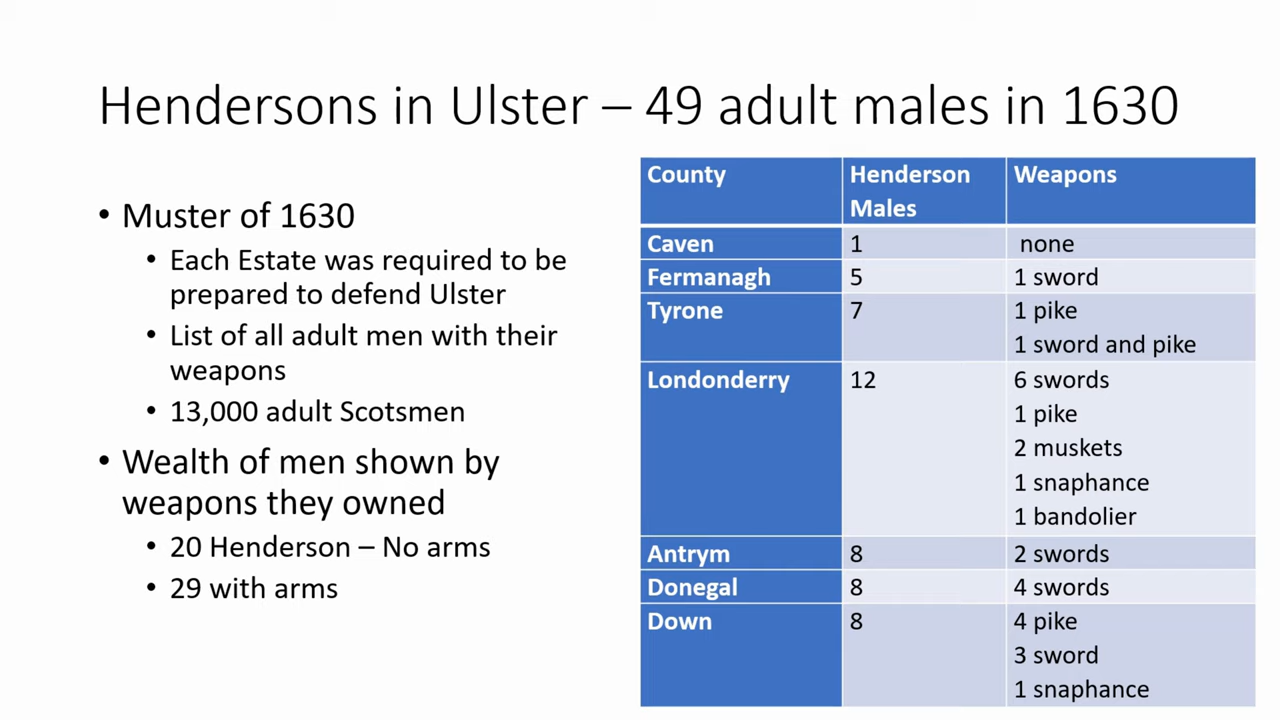 Hendersons in Ulster – 49 adult males in 1630
• Muster of 1630
• Each Estate was required to be
prepared to defend Ulster
• List of all adult men with their
weapons
• 13,000 adult Scotsmen
• Wealth of men shown by
weapons they owned
• 20 Henderson – No arms
• 29 with arms
County Henderson Weapons
Males
Caven 1 none
Fermanagh 5 1 sword
Tyrone 7 1 pike
1 sword and pike
Londonderry 12 6 swords
1 pike
2 muskets
1 snaphance
1 bandolier
Antrym 8 2 swords
Donegal 8 4 swords
Down 8 4 pike
3 sword
1 snaphance